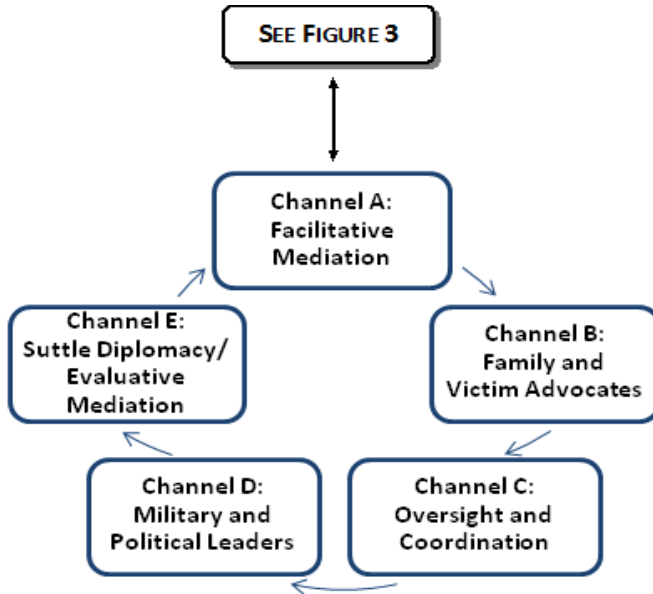 SEE FIGURE 3
Channel A:
Facilitative
Mediation
Channel E:
Suttle Diplomacy/
Evaluative
Mediation
Channel B:
Family and
Victim Advocates
Channel D:
Military and
Political Leaders
Channel C:
Oversight and
Coordination